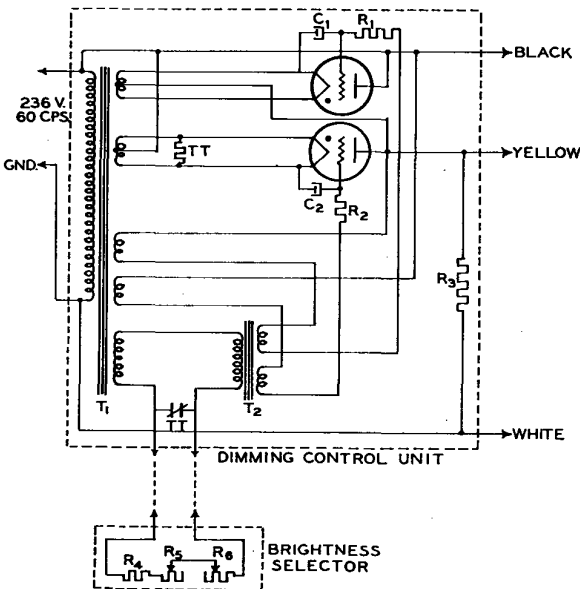 C1
R1
BLACK
236 V.
60 CPS.
TT
YELLOW
GND.
C2
R2
R3
T1
T2
TT
WHITE
DIMMING CONTROL UNIT
R4
R5
R6
BRIGHTNESS
SELECTOR